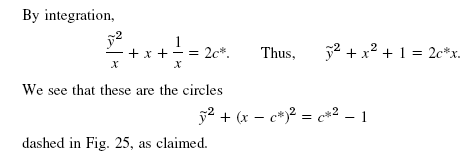 By integration,
ỹ²/x + x + 1/x = 2c*. Thus, ỹ² + x² + 1 = 2c*x.
We see that these are the circles
ỹ² + (x − c*)² = c*² − 1
dashed in Fig. 25, as claimed.